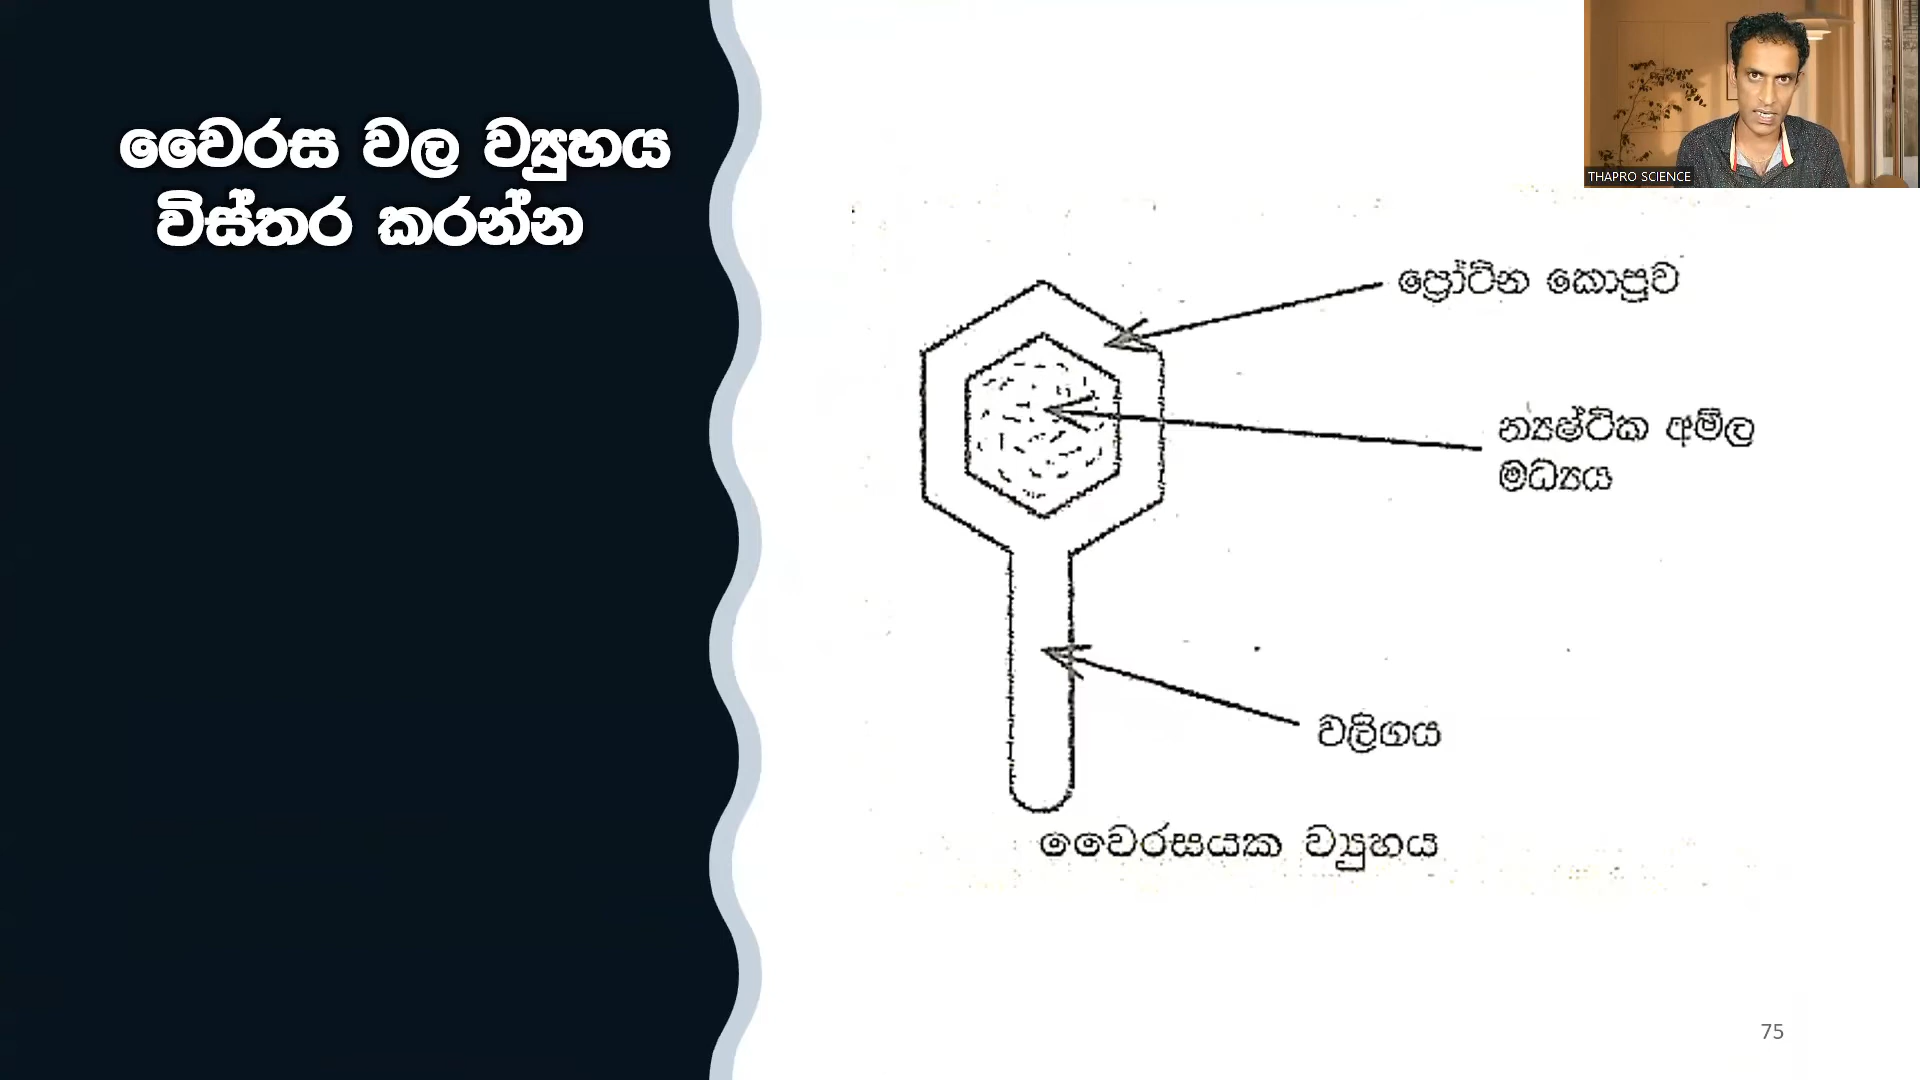 වෛරස වල ව්‍යුහය
විස්තර කරන්න
THAPRO SCIENCE
ප්‍රෝටීන කොපුව
න්‍යෂ්ටික අම්ල
මධ්‍යය
වලිගය
වෛරසයක ව්‍යුහය
75